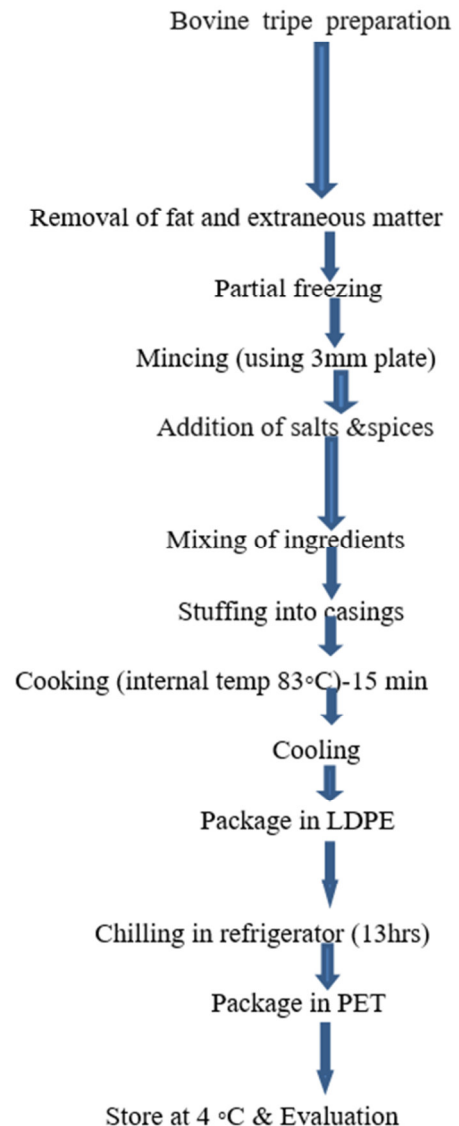 Bovine tripe preparation
Removal of fat and extraneous matter
Partial freezing
Mincing (using 3mm plate)
Addition of salts &spices
Mixing of ingredients
Stuffing into casings
Cooking (internal temp 83◦C)-15 min
Cooling
Package in LDPE
Chilling in refrigerator (13hrs)
Package in PET
Store at 4 ◦C & Evaluation